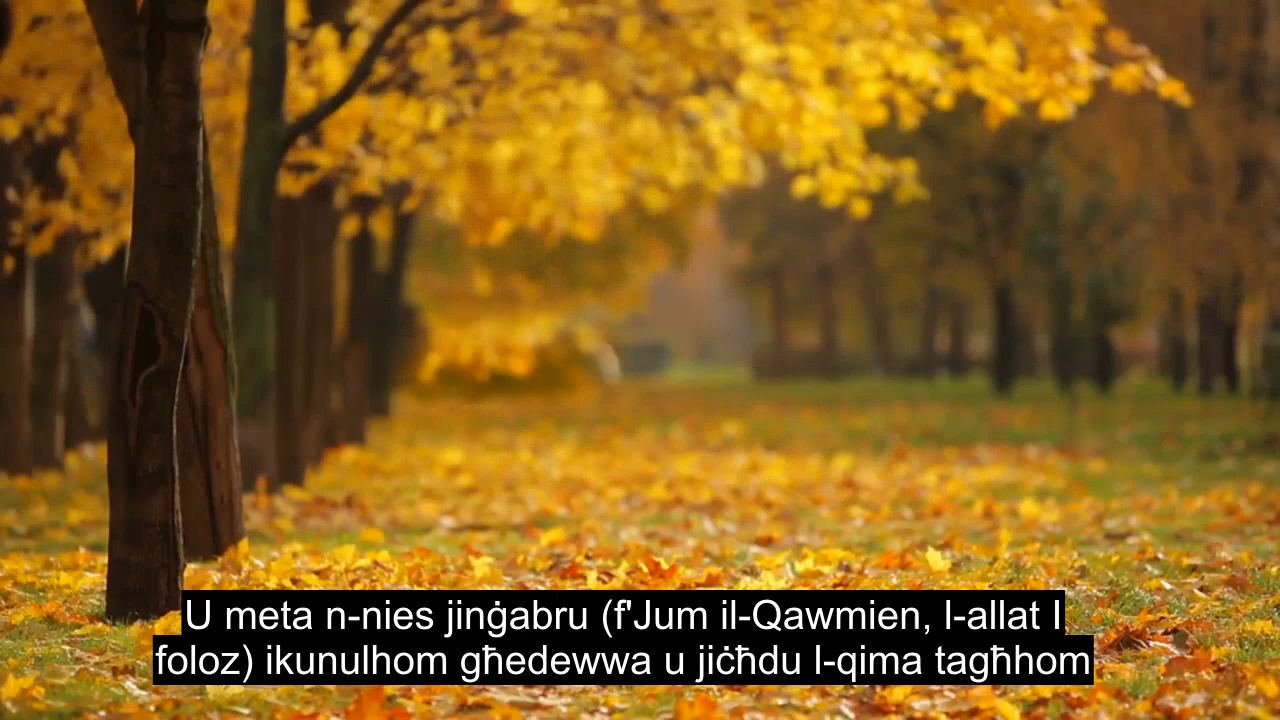 U meta n-nies jinġabru (f'Jum il-Qawmien, l-allat l
foloz) ikunulhom għedewwa u jiċħdu l-qima tagħhom